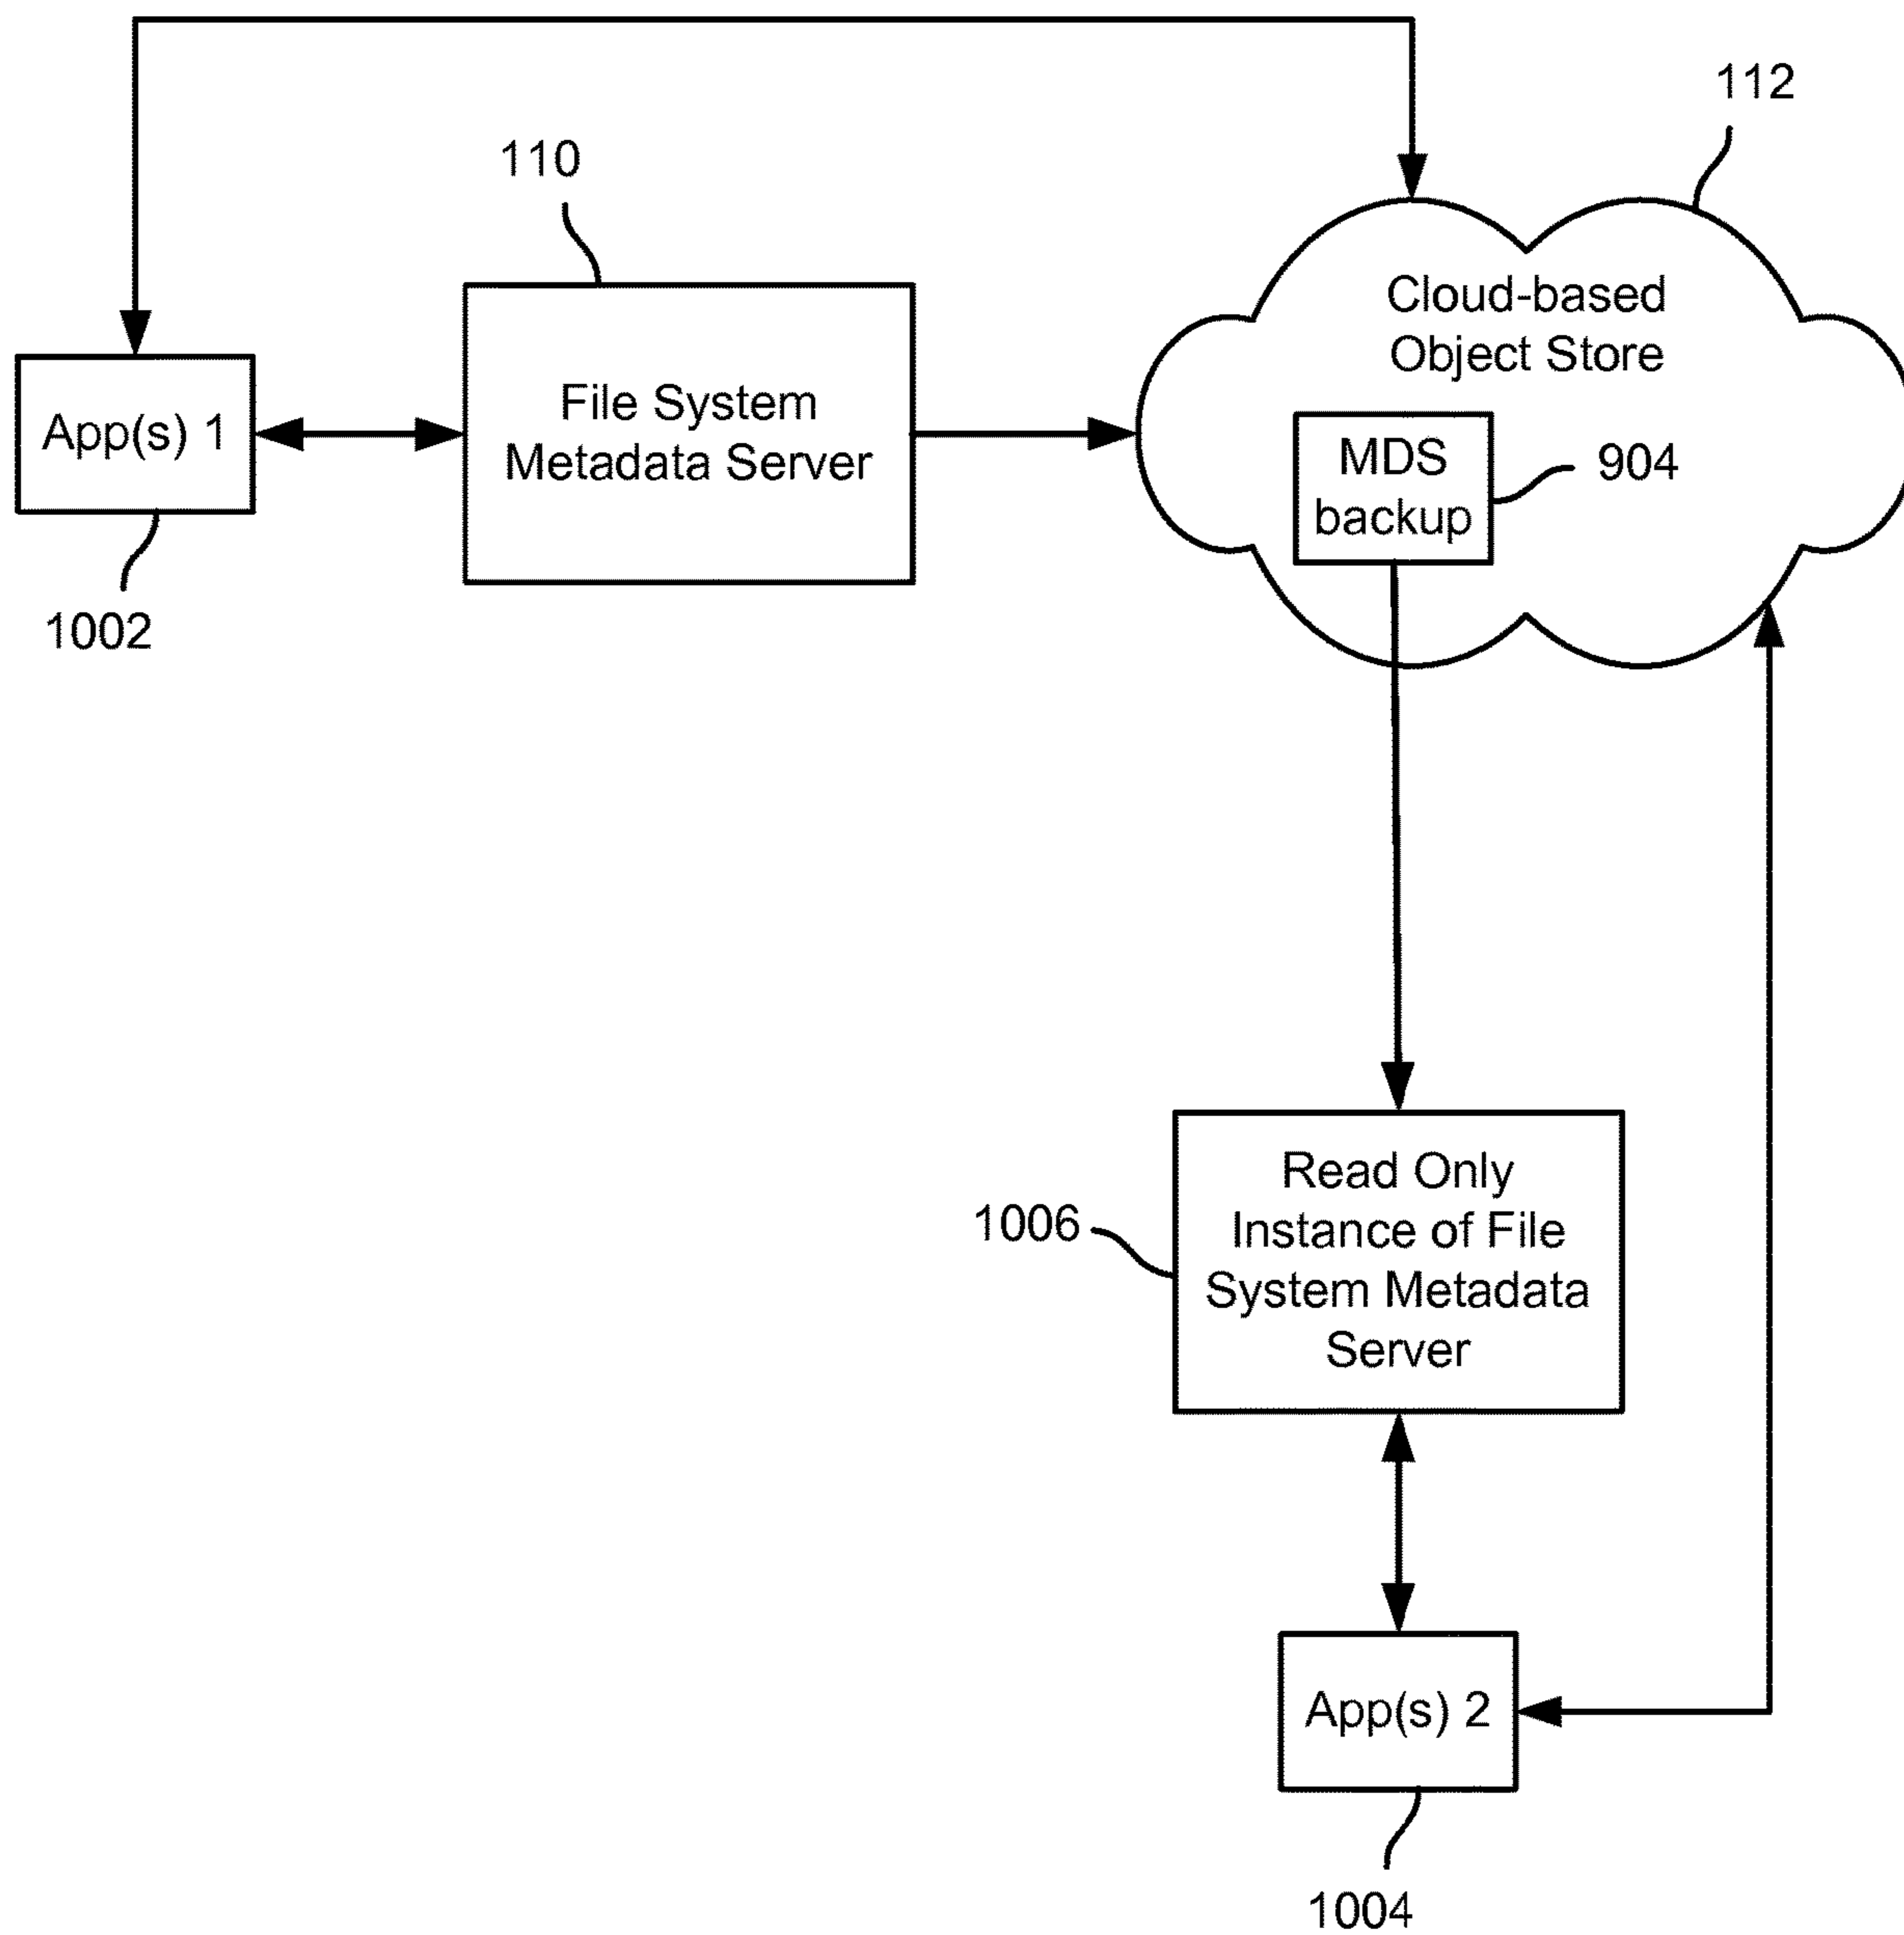 112
110
Cloud-based
Object Store
File System
Metadata Server
App(s) 1
MDS
backup
904
1002
Read Only
Instance of File
System Metadata
Server
1006
App(s) 2
1004